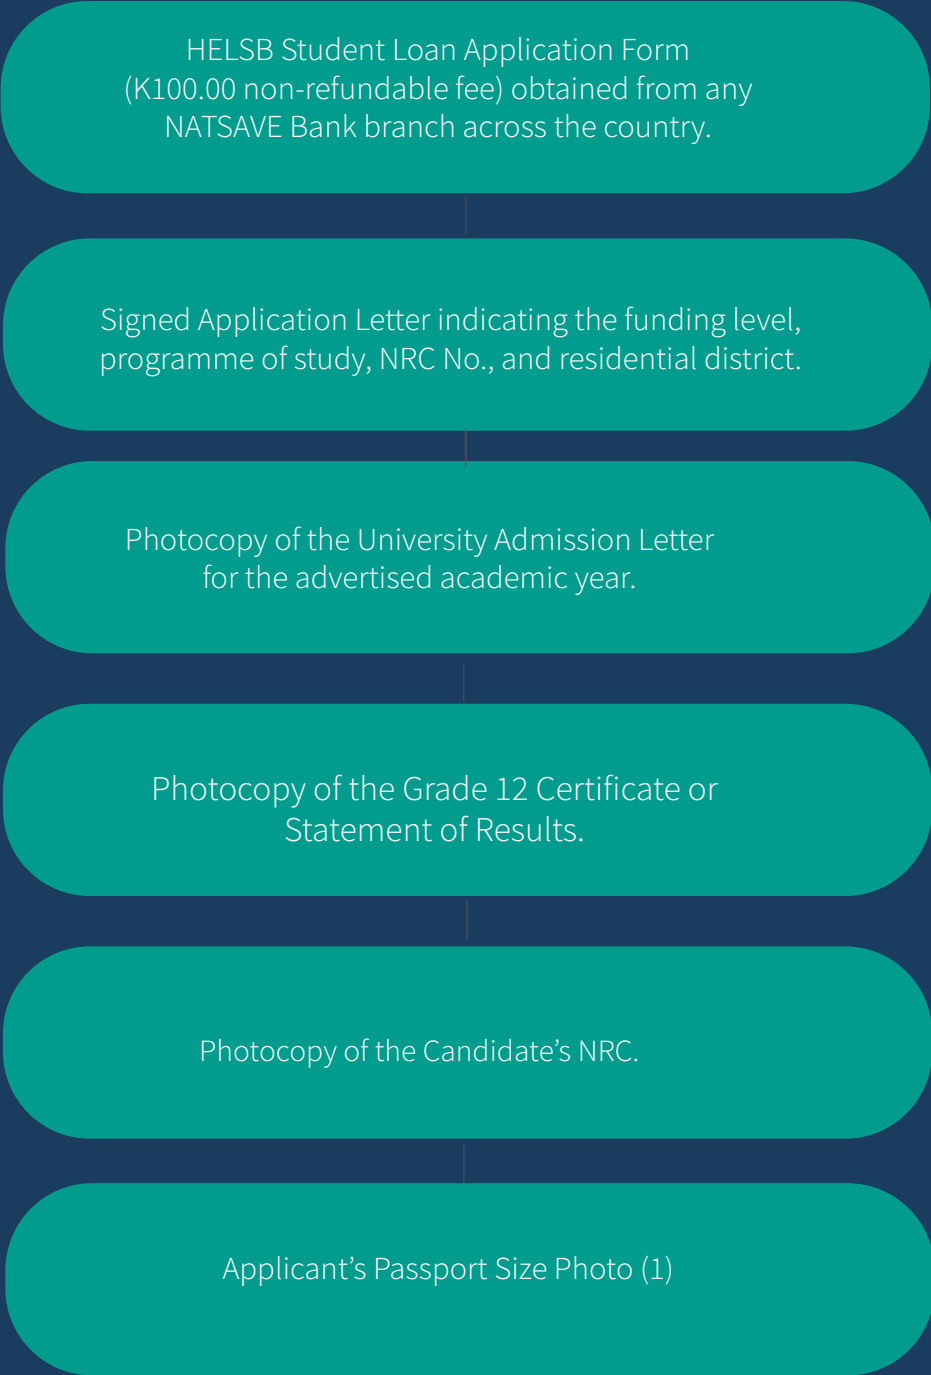 HELSB Student Loan Application Form
(K100.00 non-refundable fee) obtained from any
NATSAVE Bank branch across the country.
Signed Application Letter indicating the funding level,
programme of study, NRC No., and residential district.
Photocopy of the University Admission Letter
for the advertised academic year.
Photocopy of the Grade 12 Certificate or
Statement of Results.
Photocopy of the Candidate’s NRC.
Applicant’s Passport Size Photo (1)